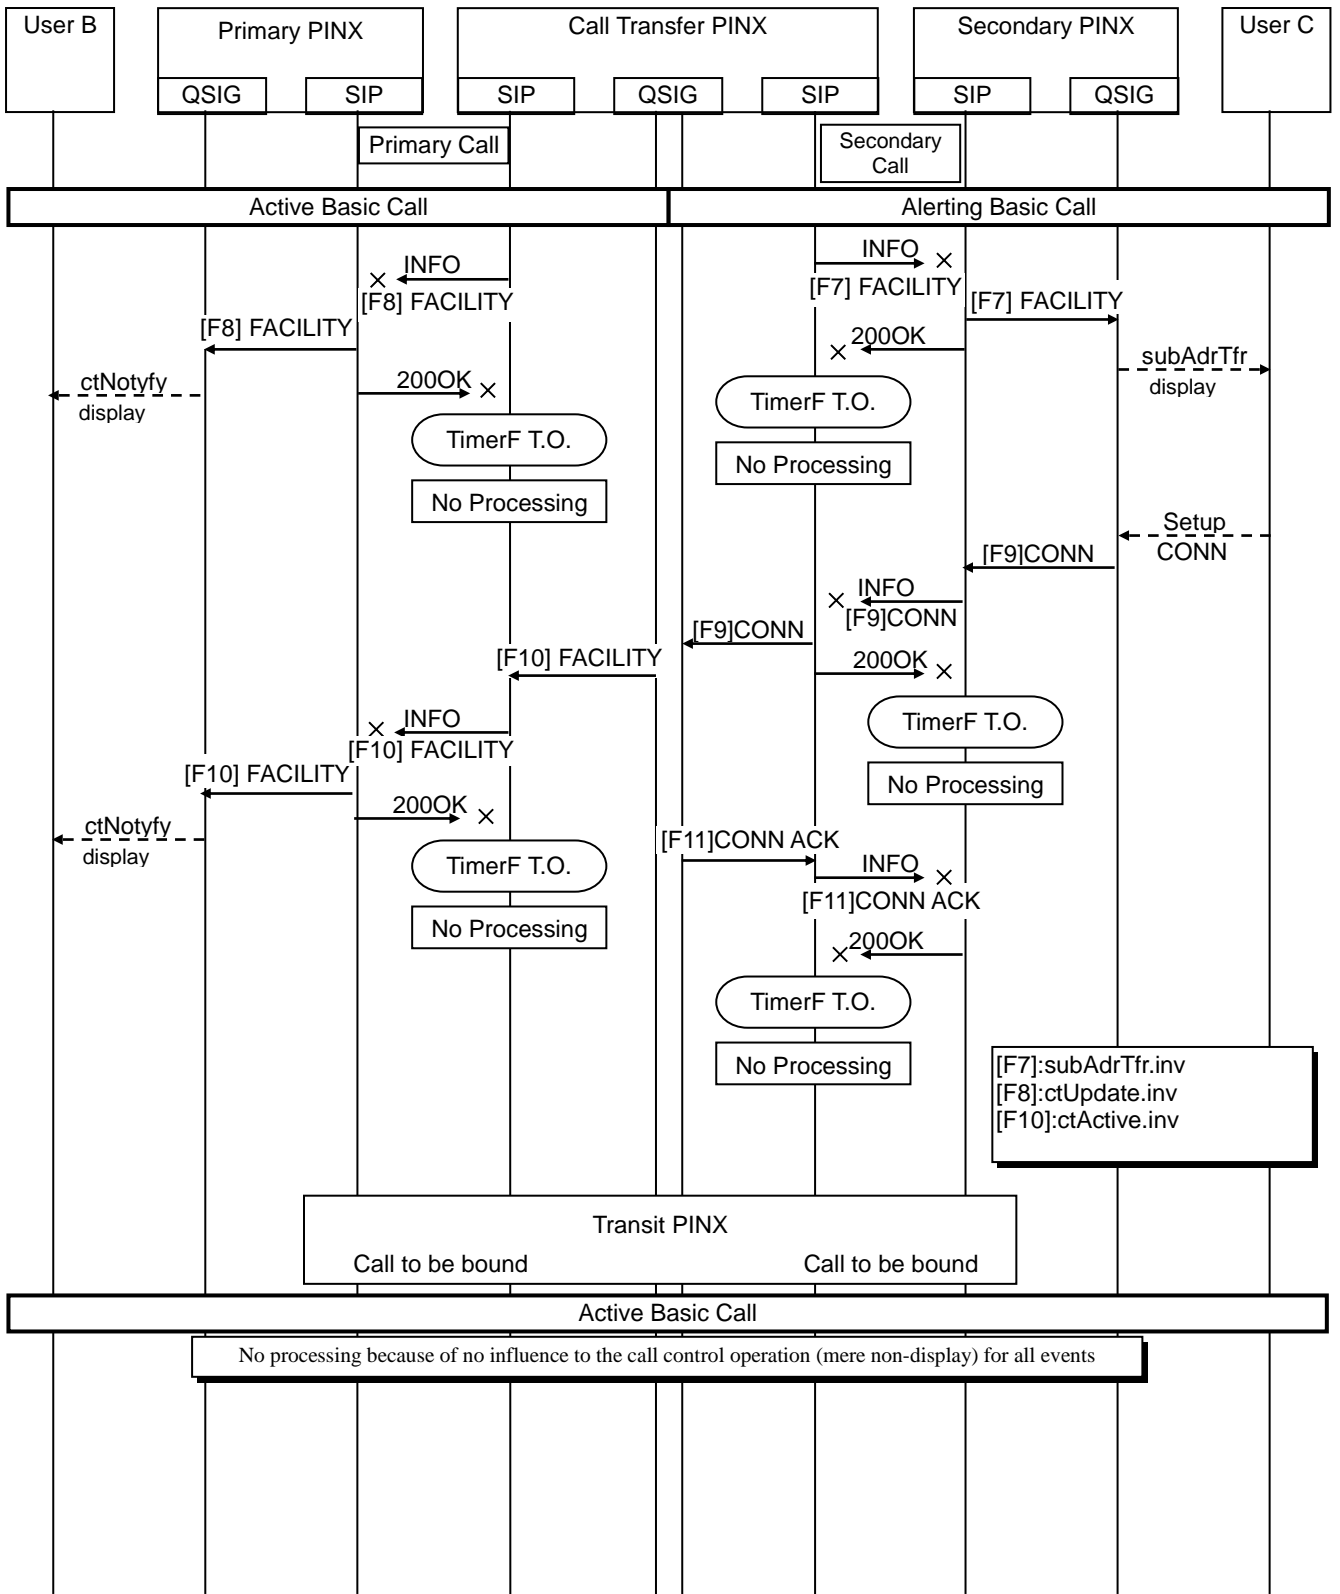 User B
Primary PINX
Call Transfer PINX
Secondary PINX
User C
QSIG
SIP
SIP
QSIG
SIP
SIP
QSIG
Primary Call
Secondary
Call
Active Basic Call
Alerting Basic Call
INFO
[F7] FACILITY
INFO
[F8] FACILITY
[F7] FACILITY
[F8] FACILITY
200OK
subAdrTfr
display
ctNotyfy
display
200OK
TimerF T.O.
TimerF T.O.
No Processing
No Processing
Setup
CONN
[F9]CONN
INFO
[F9]CONN
[F9]CONN
[F10] FACILITY
200OK
INFO
[F10] FACILITY
TimerF T.O.
[F10] FACILITY
No Processing
200OK
ctNotyfy
display
[F11]CONN ACK
TimerF T.O.
INFO
[F11]CONN ACK
No Processing
200OK
TimerF T.O.
No Processing
[F7]:subAdrTfr.inv
[F8]:ctUpdate.inv
[F10]:ctActive.inv
Transit PINX
Call to be bound
Call to be bound
Active Basic Call
No processing because of no influence to the call control operation (mere non-display) for all events